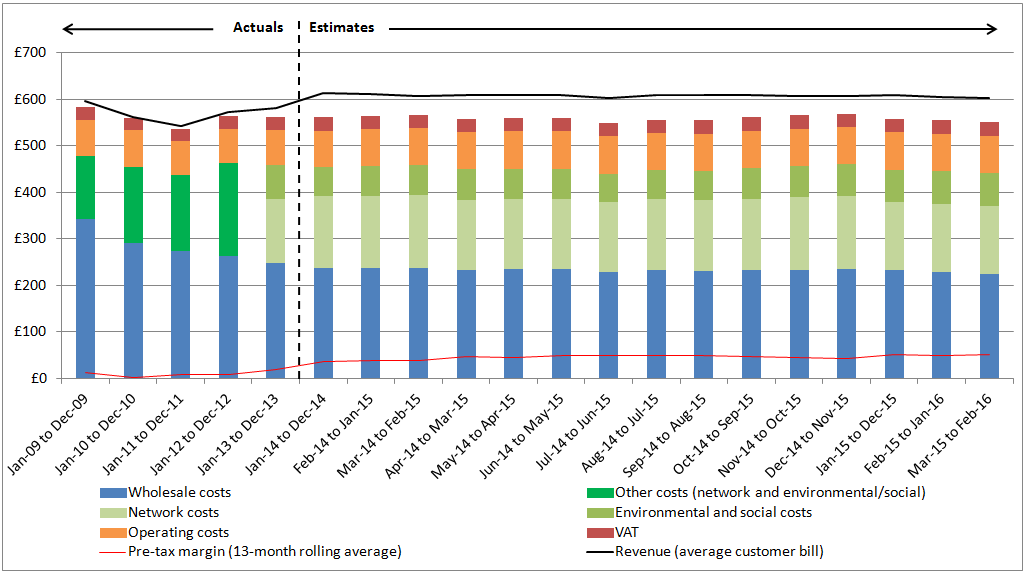 Actuals Estimates
£700
£600
£500
£400
£300
£200
£100
£0
Jan-09 to Dec-09
Jan-10 to Dec-10
Jan-11 to Dec-11
Jan-12 to Dec-12
Jan-13 to Dec-13
Jan-14 to Dec-14
Feb-14 to Jan-15
Mar-14 to Feb-15
Apr-14 to Mar-15
May-14 to Apr-15
Jun-14 to May-15
Jul-14 to Jun-15
Aug-14 to Jul-15
Sep-14 to Aug-15
Oct-14 to Sep-15
Nov-14 to Oct-15
Dec-14 to Nov-15
Jan-15 to Dec-15
Feb-15 to Jan-16
Mar-15 to Feb-16
Wholesale costs
Other costs (network and environmental/social)
Network costs
Environmental and social costs
Operating costs
VAT
Pre-tax margin (13-month rolling average)
Revenue (average customer bill)